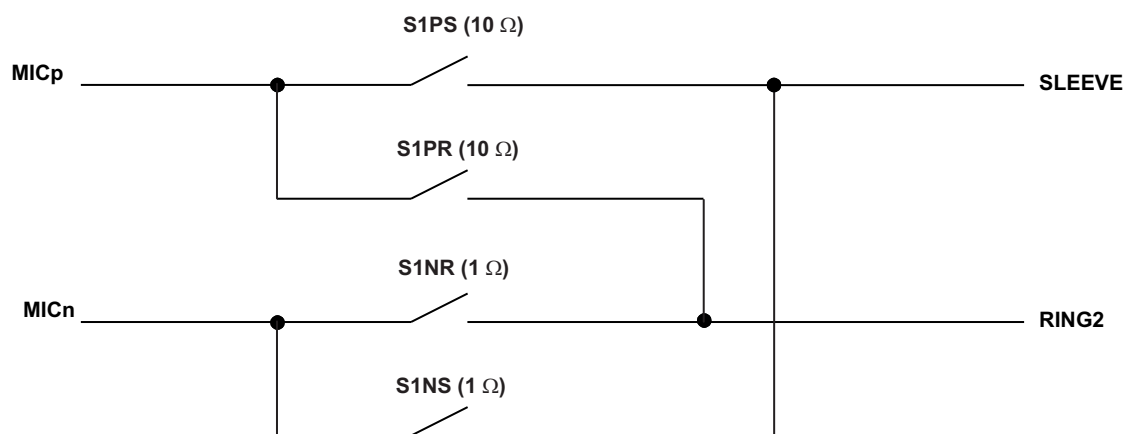 S1PS (10 Ω)
MICp
SLEEVE
S1PR (10 Ω)
S1NR (1 Ω)
MICn
RING2
S1NS (1 Ω)